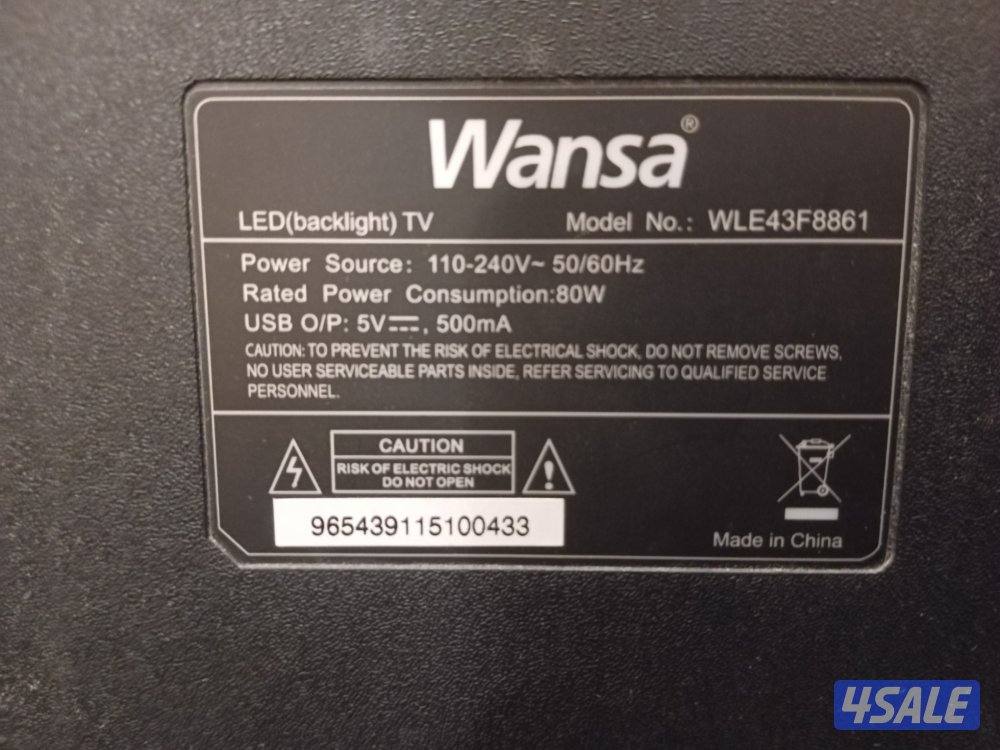 Wansa®
LED(backlight) TV Model No.: WLE43F8861
Power Source: 110-240V~ 50/60Hz
Rated Power Consumption:80W
USB O/P: 5V⎓, 500mA
CAUTION: TO PREVENT THE RISK OF ELECTRICAL SHOCK, DO NOT REMOVE SCREWS,
NO USER SERVICEABLE PARTS INSIDE, REFER SERVICING TO QUALIFIED SERVICE
PERSONNEL.
CAUTION
RISK OF ELECTRIC SHOCK
DO NOT OPEN
965439115100433
Made in China
4SALE